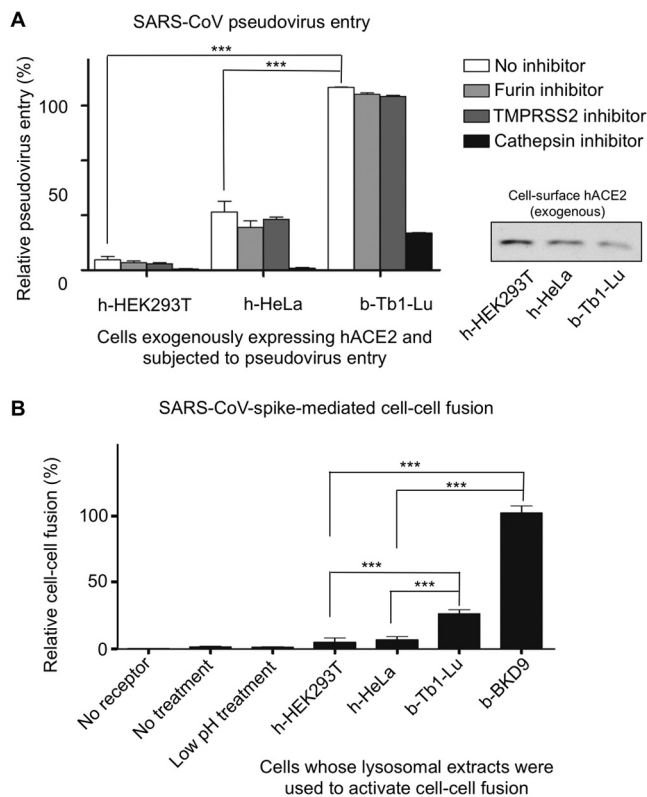 A
SARS-CoV pseudovirus entry
Relative pseudovirus entry (%)
***
***
100
50
0
h-HEK293T
h-HeLa
b-Tb1-Lu
Cells exogenously expressing hACE2 and
subjected to pseudovirus entry
No inhibitor
Furin inhibitor
TMPRSS2 inhibitor
Cathepsin inhibitor
Cell-surface hACE2
(exogenous)
h-HEK293T
h-HeLa
b-Tb1-Lu
B
SARS-CoV-spike-mediated cell-cell fusion
Relative cell-cell fusion (%)
***
***
***
***
100
50
0
No receptor
No treatment
Low pH treatment
h-HEK293T
h-HeLa
b-Tb1-Lu
b-BKD9
Cells whose lysosomal extracts were
used to activate cell-cell fusion